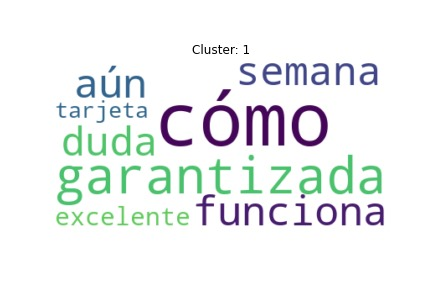 Cluster: 1
semana
aún
tarjeta
cómo
duda
garantizada
excelente
funciona